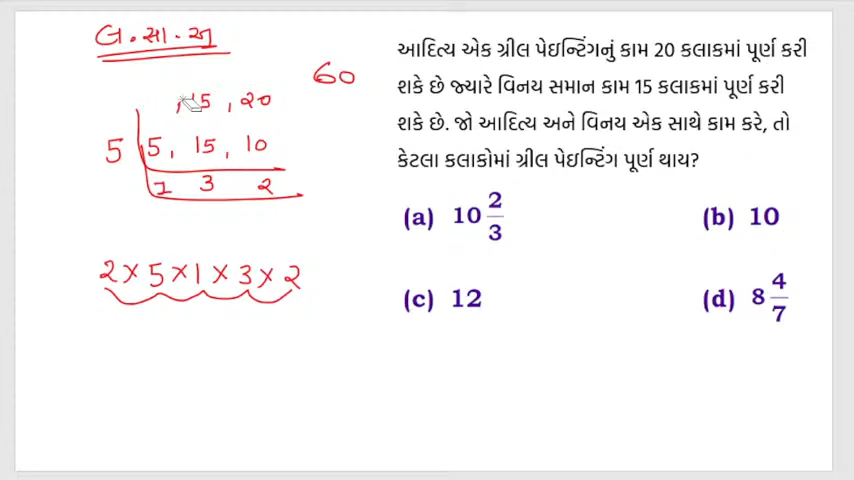 લ. સા. અ
60
, 15 , 20
5 5, 15, 10
1 3 2
2 × 5 × 1 × 3 × 2
આદિત્ય એક ગ્રીલ પેઇન્ટિંગનું કામ 20 કલાકમાં પૂર્ણ કરી
શકે છે જ્યારે વિનય સમાન કામ 15 કલાકમાં પૂર્ણ કરી
શકે છે. જો આદિત્ય અને વિનય એક સાથે કામ કરે, તો
કેટલા કલાકોમાં ગ્રીલ પેઇન્ટિંગ પૂર્ણ થાય?
(a) 10 2/3
(b) 10
(c) 12
(d) 8 4/7